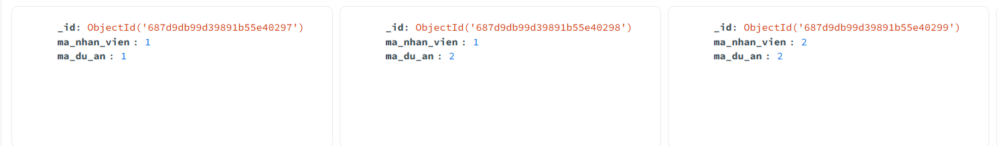 _id: ObjectId('687d9db99d39891b55e40297')
ma_nhan_vien : 1
ma_du_an : 1
_id: ObjectId('687d9db99d39891b55e40298')
ma_nhan_vien : 1
ma_du_an : 2
_id: ObjectId('687d9db99d39891b55e40299')
ma_nhan_vien : 2
ma_du_an : 2